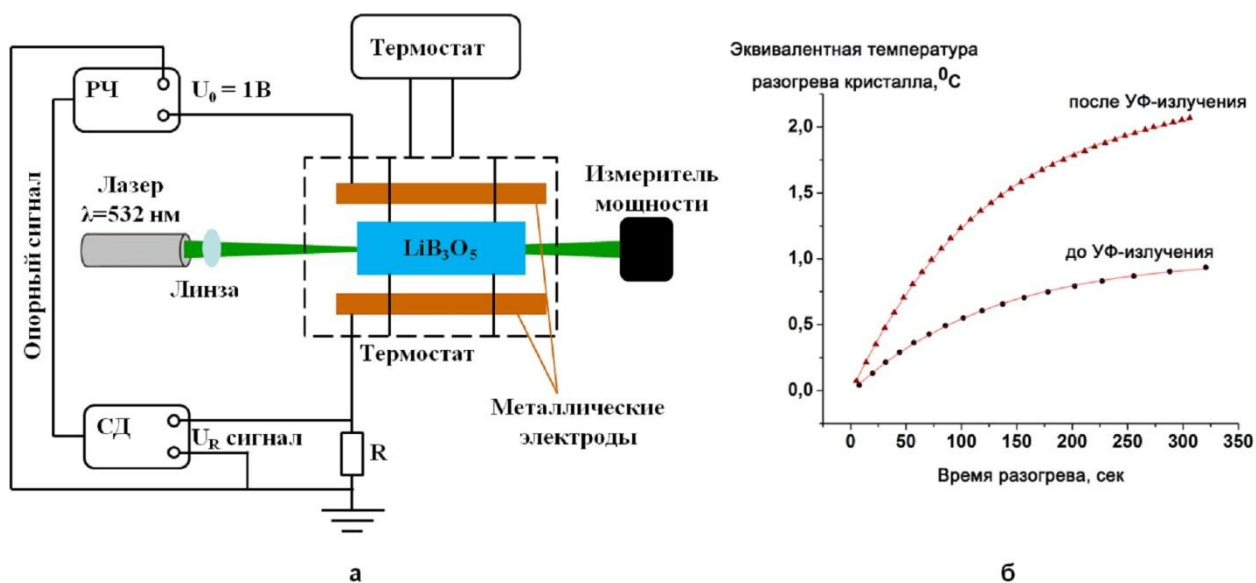 Термостат
РЧ
U₀ = 1В
Лазер
λ=532 нм
Линза
LiB₃O₅
Измеритель
мощности
Опорный сигнал
Термостат
Металлические
электроды
СД
U_R сигнал
R
а
Эквивалентная температура
разогрева кристалла,⁰С
после УФ-излучения
до УФ-излучения
2,0
1,5
1,0
0,5
0,0
0 50 100 150 200 250 300 350
Время разогрева, сек
б